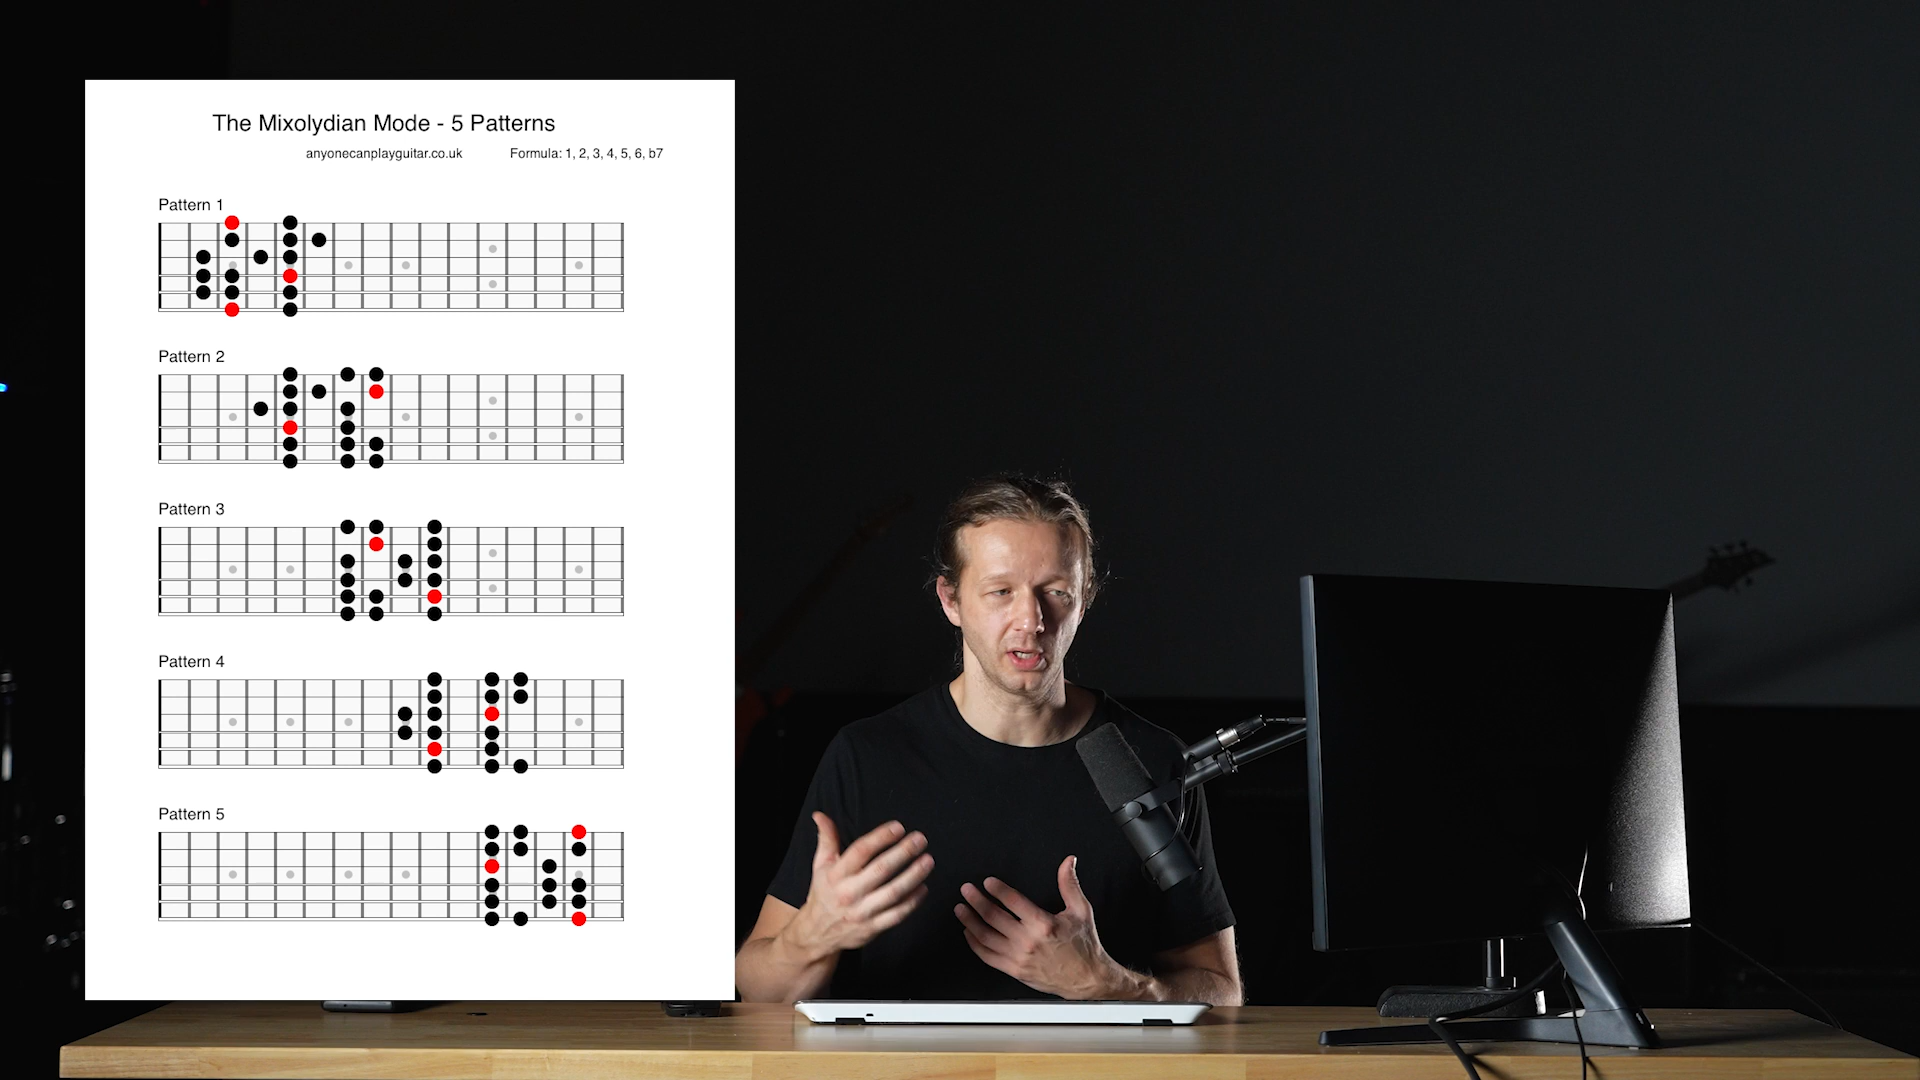 The Mixolydian Mode - 5 Patterns
anyonecanplayguitar.co.uk Formula: 1, 2, 3, 4, 5, 6, b7
Pattern 1
Pattern 2
Pattern 3
Pattern 4
Pattern 5